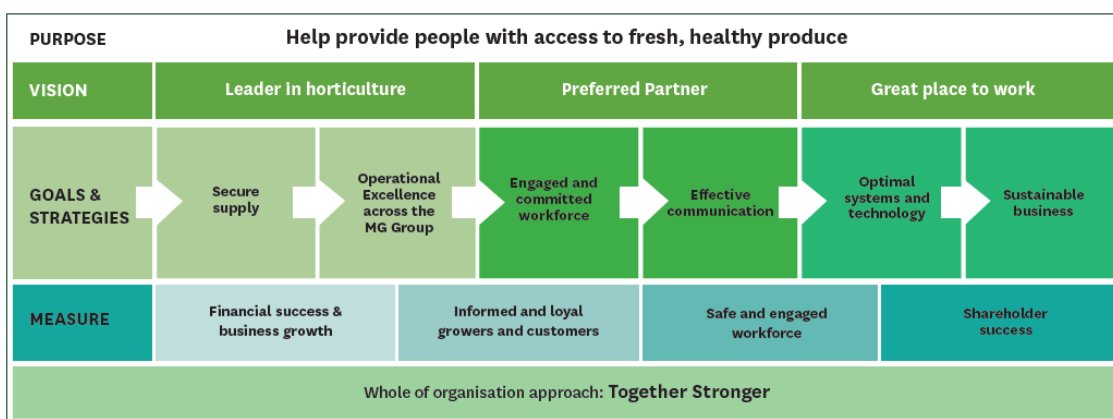 PURPOSE
Help provide people with access to fresh, healthy produce
VISION
Leader in horticulture
Preferred Partner
Great place to work
GOALS &
STRATEGIES
Secure
supply
Operational
Excellence
across the
MG Group
Engaged and
committed
workforce
Effective
communication
Optimal
systems and
technology
Sustainable
business
MEASURE
Financial success &
business growth
Informed and loyal
growers and customers
Safe and engaged
workforce
Shareholder
success
Whole of organisation approach: Together Stronger